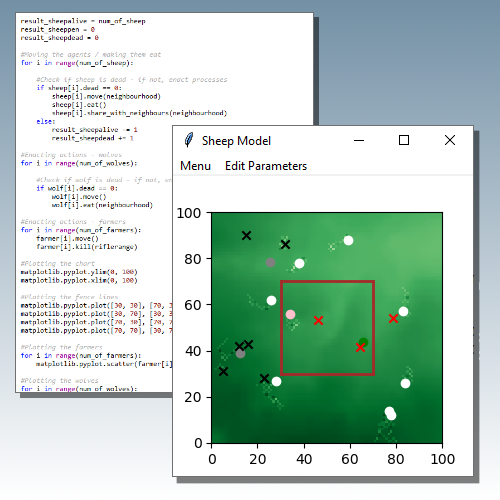 result_sheepalive = num_of_sheep
result_sheeppen = 0
result_sheepdead = 0
#Moving the agents / making them eat
for i in range(num_of_sheep):
#Check if sheep is dead - if not, enact processes
if sheep[i].dead == 0:
sheep[i].move(neighbourhood)
sheep[i].eat()
sheep[i].share_with_neighbours(neighbourhood)
else:
result_sheepalive -= 1
result_sheepdead += 1
#Enacting actions - wolves
for i in range(num_of_wolves):
#Check if wolf is dead - if not, en
if wolf[i].dead == 0:
wolf[i].move()
wolf[i].eat(neighbourhood)
#Enacting actions - farmers
for i in range(num_of_farmers):
farmer[i].move()
farmer[i].kill(riflerange)
#Plotting the chart
matplotlib.pyplot.ylim(0, 100)
matplotlib.pyplot.xlim(0, 100)
#Plotting the fence lines
matplotlib.pyplot.plot([30, 30], [70, 3
matplotlib.pyplot.plot([30, 70], [30, 3
matplotlib.pyplot.plot([70, 30], [70, 7
matplotlib.pyplot.plot([70, 70], [30, 7
#Plotting the farmers
for i in range(num_of_farmers):
matplotlib.pyplot.scatter(farmer[i]
#Plotting the wolves
for i in range(num_of_wolves):
Sheep Model
Menu Edit Parameters
100
80
60
40
20
0
0 20 40 60 80 100